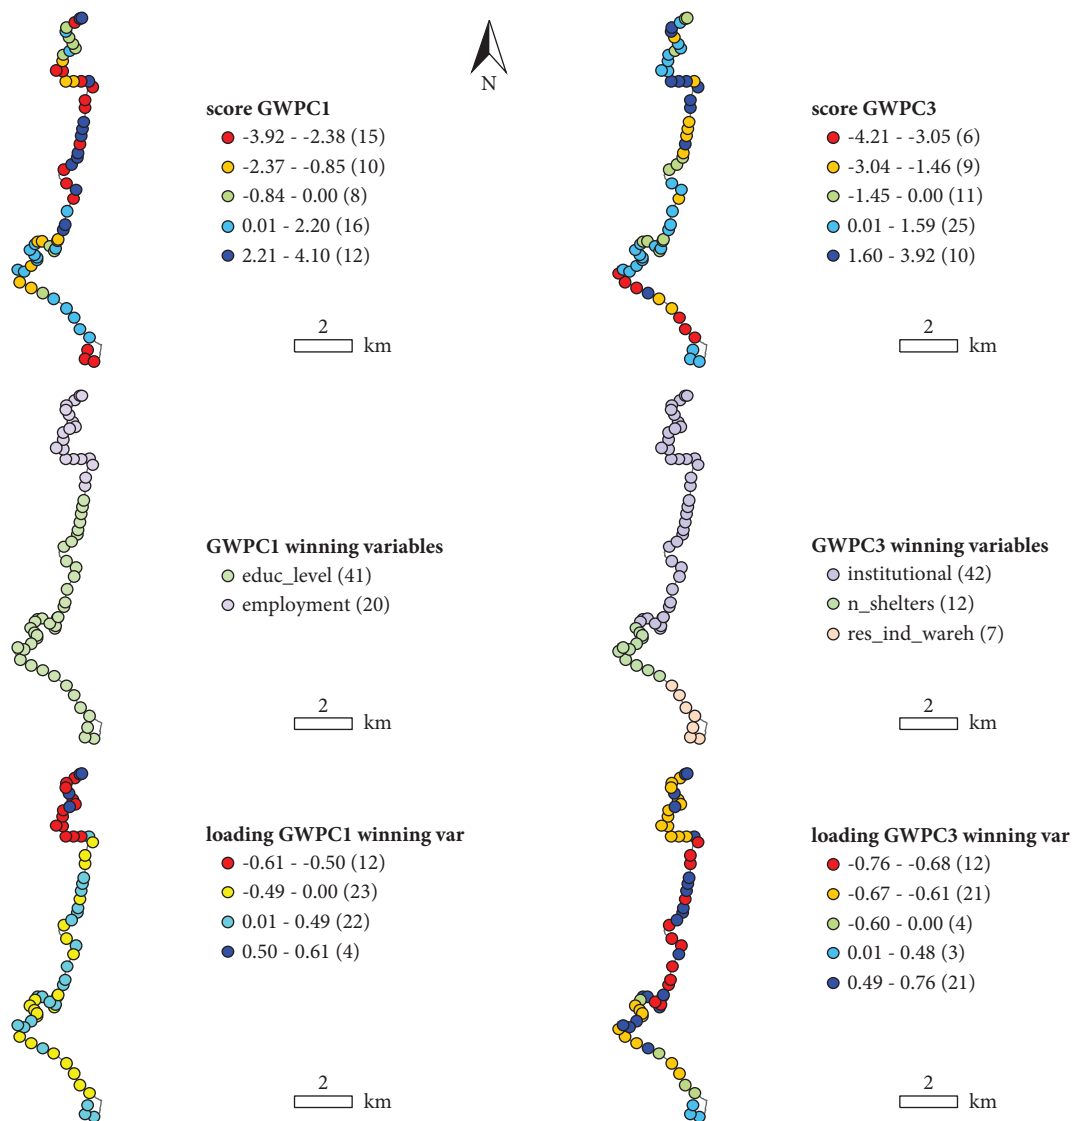 N
score GWPC1
-3.92 - -2.38 (15)
-2.37 - -0.85 (10)
-0.84 - 0.00 (8)
0.01 - 2.20 (16)
2.21 - 4.10 (12)
2
km
score GWPC3
-4.21 - -3.05 (6)
-3.04 - -1.46 (9)
-1.45 - 0.00 (11)
0.01 - 1.59 (25)
1.60 - 3.92 (10)
2
km
GWPC1 winning variables
educ_level (41)
employment (20)
2
km
GWPC3 winning variables
institutional (42)
n_shelters (12)
res_ind_wareh (7)
2
km
loading GWPC1 winning var
-0.61 - -0.50 (12)
-0.49 - 0.00 (23)
0.01 - 0.49 (22)
0.50 - 0.61 (4)
2
km
loading GWPC3 winning var
-0.76 - -0.68 (12)
-0.67 - -0.61 (21)
-0.60 - 0.00 (4)
0.01 - 0.48 (3)
0.49 - 0.76 (21)
2
km